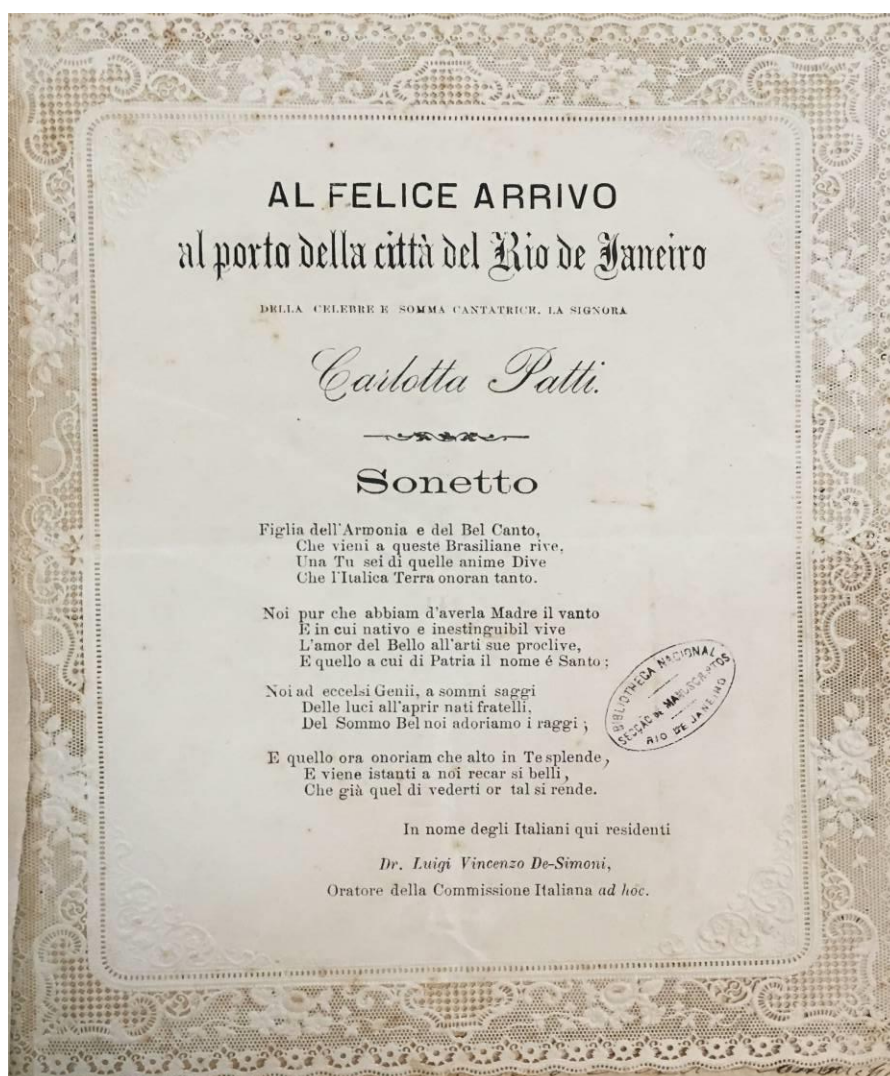 AL FELICE ARRIVO
al porto della città del Rio de Janeiro
DELLA CELEBRE E SOMMA CANTATRICE. LA SIGNORA
Carlotta Patti.
Sonetto
Figlia dell'Armonia e del Bel Canto,
Che vieni a queste Brasiliane rive,
Una Tu sei di quelle anime Dive
Che l'Italica Terra onoran tanto.
Noi pur che abbiam d'averla Madre il vanto
E in cui nativo e inestinguibil vive
L'amor del Bello all'arti sue proclive,
E quello a cui di Patria il nome é Santo;
Noi ad eccelsi Genii, a sommi saggi
Delle luci all'aprir nati fratelli,
Del Sommo Bel noi adoriamo i raggi;
E quello ora onoriam che alto in Te splende,
E viene istanti a noi recar si belli,
Che già quel di vederti or tal si rende.
In nome degli Italiani qui residenti
Dr. Luigi Vincenzo De-Simoni,
Oratore della Commissione Italiana ad hoc.
BIBLIOTHECA NACIONAL
SECÇÃO DE MANUSCRIPTOS
RIO DE JANEIRO